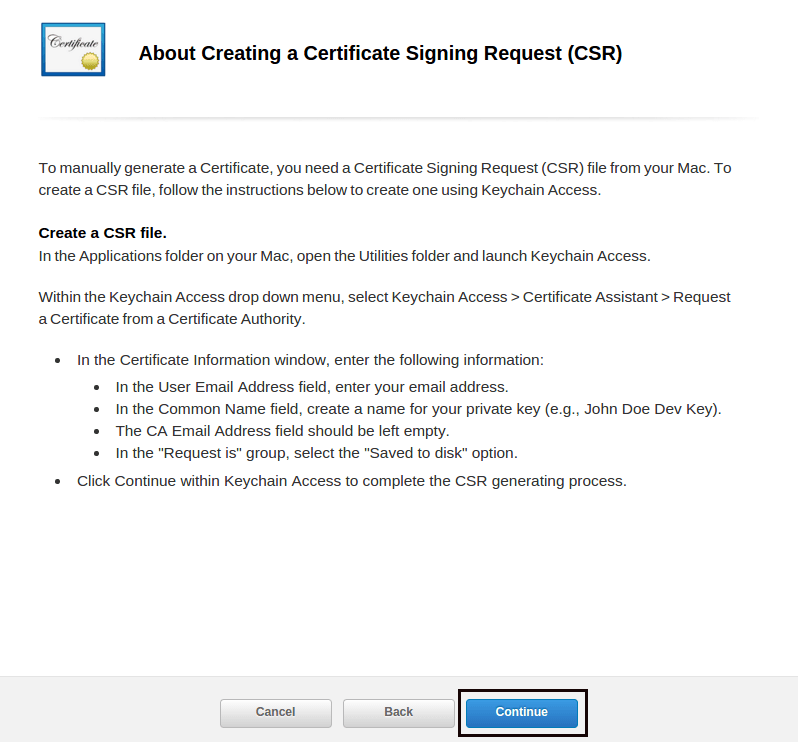 Certificate
About Creating a Certificate Signing Request (CSR)
To manually generate a Certificate, you need a Certificate Signing Request (CSR) file from your Mac. To
create a CSR file, follow the instructions below to create one using Keychain Access.
Create a CSR file.
In the Applications folder on your Mac, open the Utilities folder and launch Keychain Access.
Within the Keychain Access drop down menu, select Keychain Access > Certificate Assistant > Request
a Certificate from a Certificate Authority.
• In the Certificate Information window, enter the following information:
• In the User Email Address field, enter your email address.
• In the Common Name field, create a name for your private key (e.g., John Doe Dev Key).
• The CA Email Address field should be left empty.
• In the "Request is" group, select the "Saved to disk" option.
• Click Continue within Keychain Access to complete the CSR generating process.
Cancel Back Continue